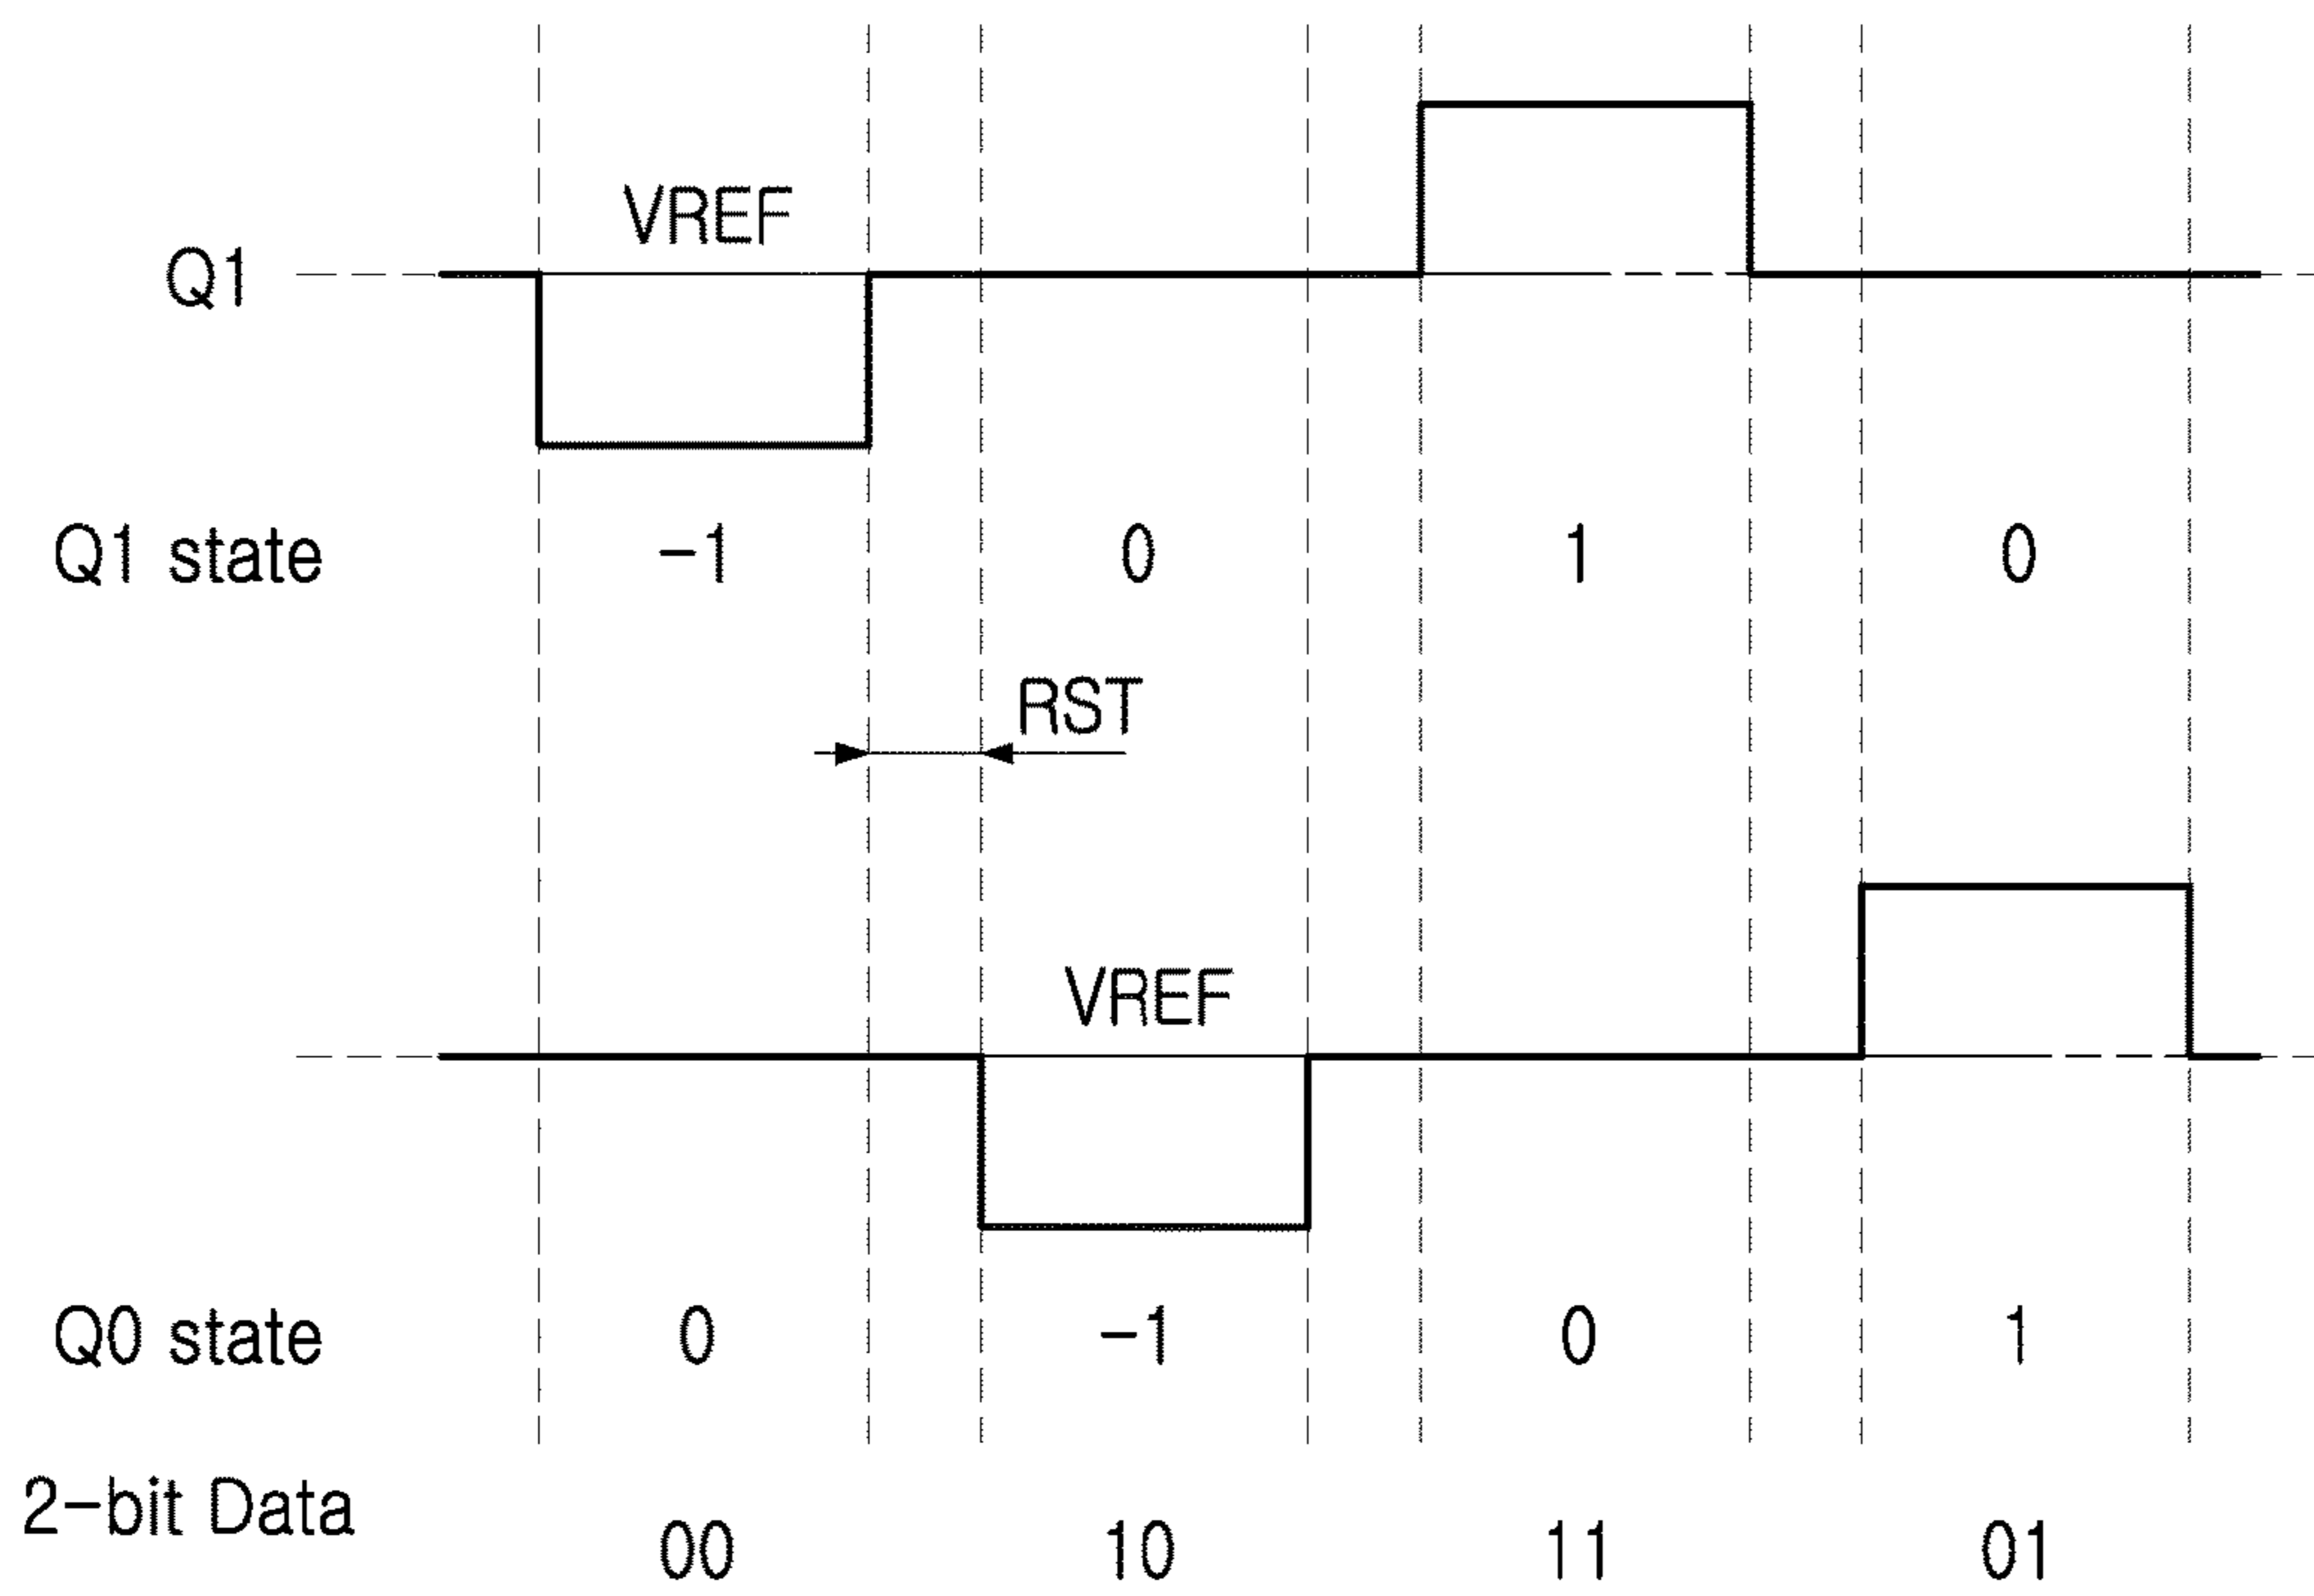 VREF
Q1
Q1 state -1 0 1 0
RST
VREF
Q0 state 0 -1 0 1
2-bit Data 00 10 11 01